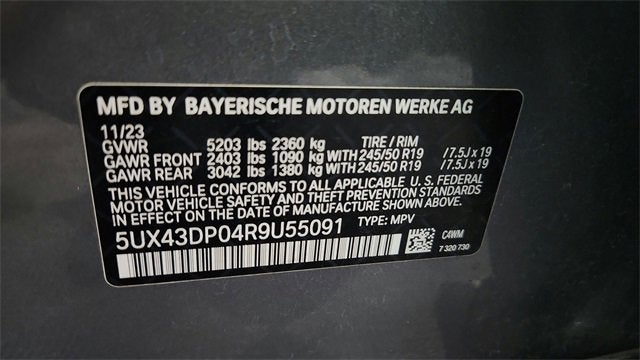 MFD BY BAYERISCHE MOTOREN WERKE AG
11/23
GVWR 5203 lbs 2360 kg TIRE / RIM
GAWR FRONT 2403 lbs 1090 kg WITH 245/50 R19 /7.5J x 19
GAWR REAR 3042 lbs 1380 kg WITH 245/50 R19 /7.5J x 19
THIS VEHICLE CONFORMS TO ALL APPLICABLE U. S. FEDERAL
MOTOR VEHICLE SAFETY AND THEFT PREVENTION STANDARDS
IN EFFECT ON THE DATE OF MANUFACTURE SHOWN ABOVE.
5UX43DP04R9U55091 TYPE: MPV
C4WM
7 320 730